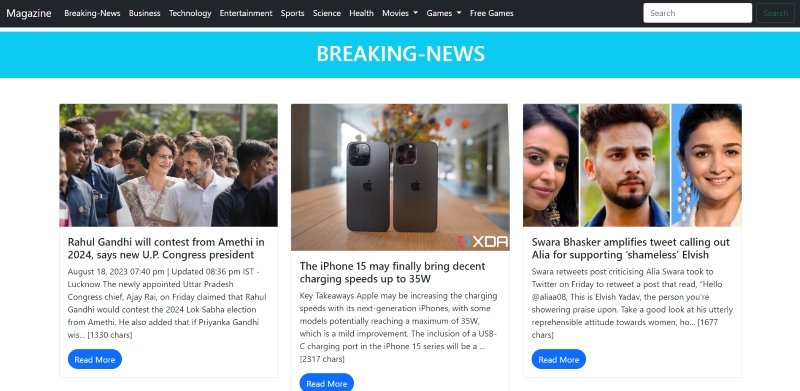 Magazine Breaking-News Business Technology Entertainment Sports Science Health Movies Games Free Games Search Search
BREAKING-NEWS
XDA
Rahul Gandhi will contest from Amethi in
2024, says new U.P. Congress president
August 18, 2023 07:40 pm | Updated 08:36 pm IST -
Lucknow The newly appointed Uttar Pradesh
Congress chief, Ajay Rai, on Friday claimed that Rahul
Gandhi would contest the 2024 Lok Sabha election
from Amethi. He also added that if Priyanka Gandhi
wis... [1330 chars]
Read More
The iPhone 15 may finally bring decent
charging speeds up to 35W
Key Takeaways Apple may be increasing the charging
speeds with its next-generation iPhones, with some
models potentially reaching a maximum of 35W,
which is a mild improvement. The inclusion of a USB-
C charging port in the iPhone 15 series will be a ...
[2317 chars]
Read More
Swara Bhasker amplifies tweet calling out
Alia for supporting ‘shameless’ Elvish
Swara retweets post criticising Alia Swara took to
Twitter on Friday to retweet a post that read, “Hello
@aliaa08, This is Elvish Yadav, the person you're
showering praise upon. Take a good look at his utterly
reprehensible attitude towards women, ho... [1677
chars]
Read More